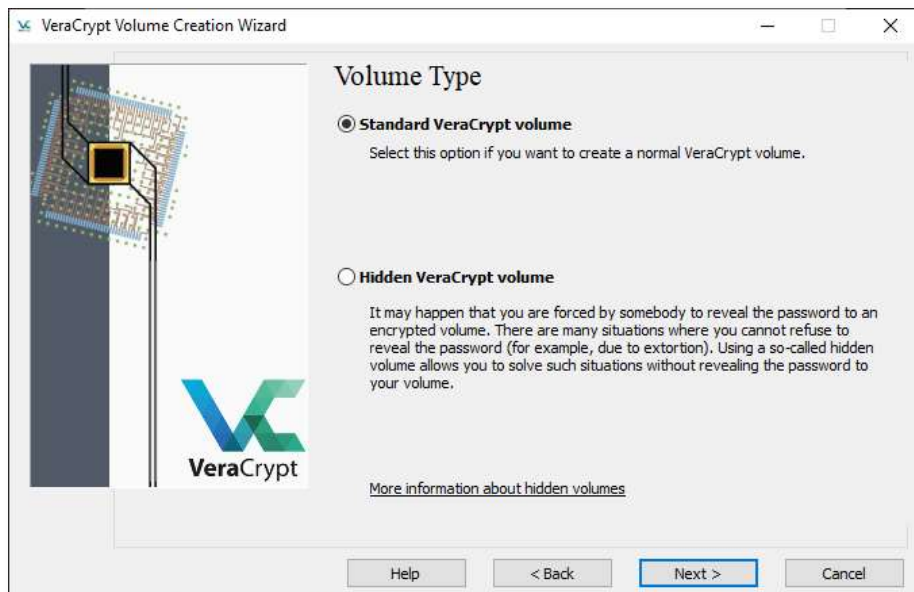 VeraCrypt Volume Creation Wizard
Volume Type
Standard VeraCrypt volume
Select this option if you want to create a normal VeraCrypt volume.
Hidden VeraCrypt volume
It may happen that you are forced by somebody to reveal the password to an
encrypted volume. There are many situations where you cannot refuse to
reveal the password (for example, due to extortion). Using a so-called hidden
volume allows you to solve such situations without revealing the password to
your volume.
VeraCrypt
More information about hidden volumes
Help
< Back
Next >
Cancel